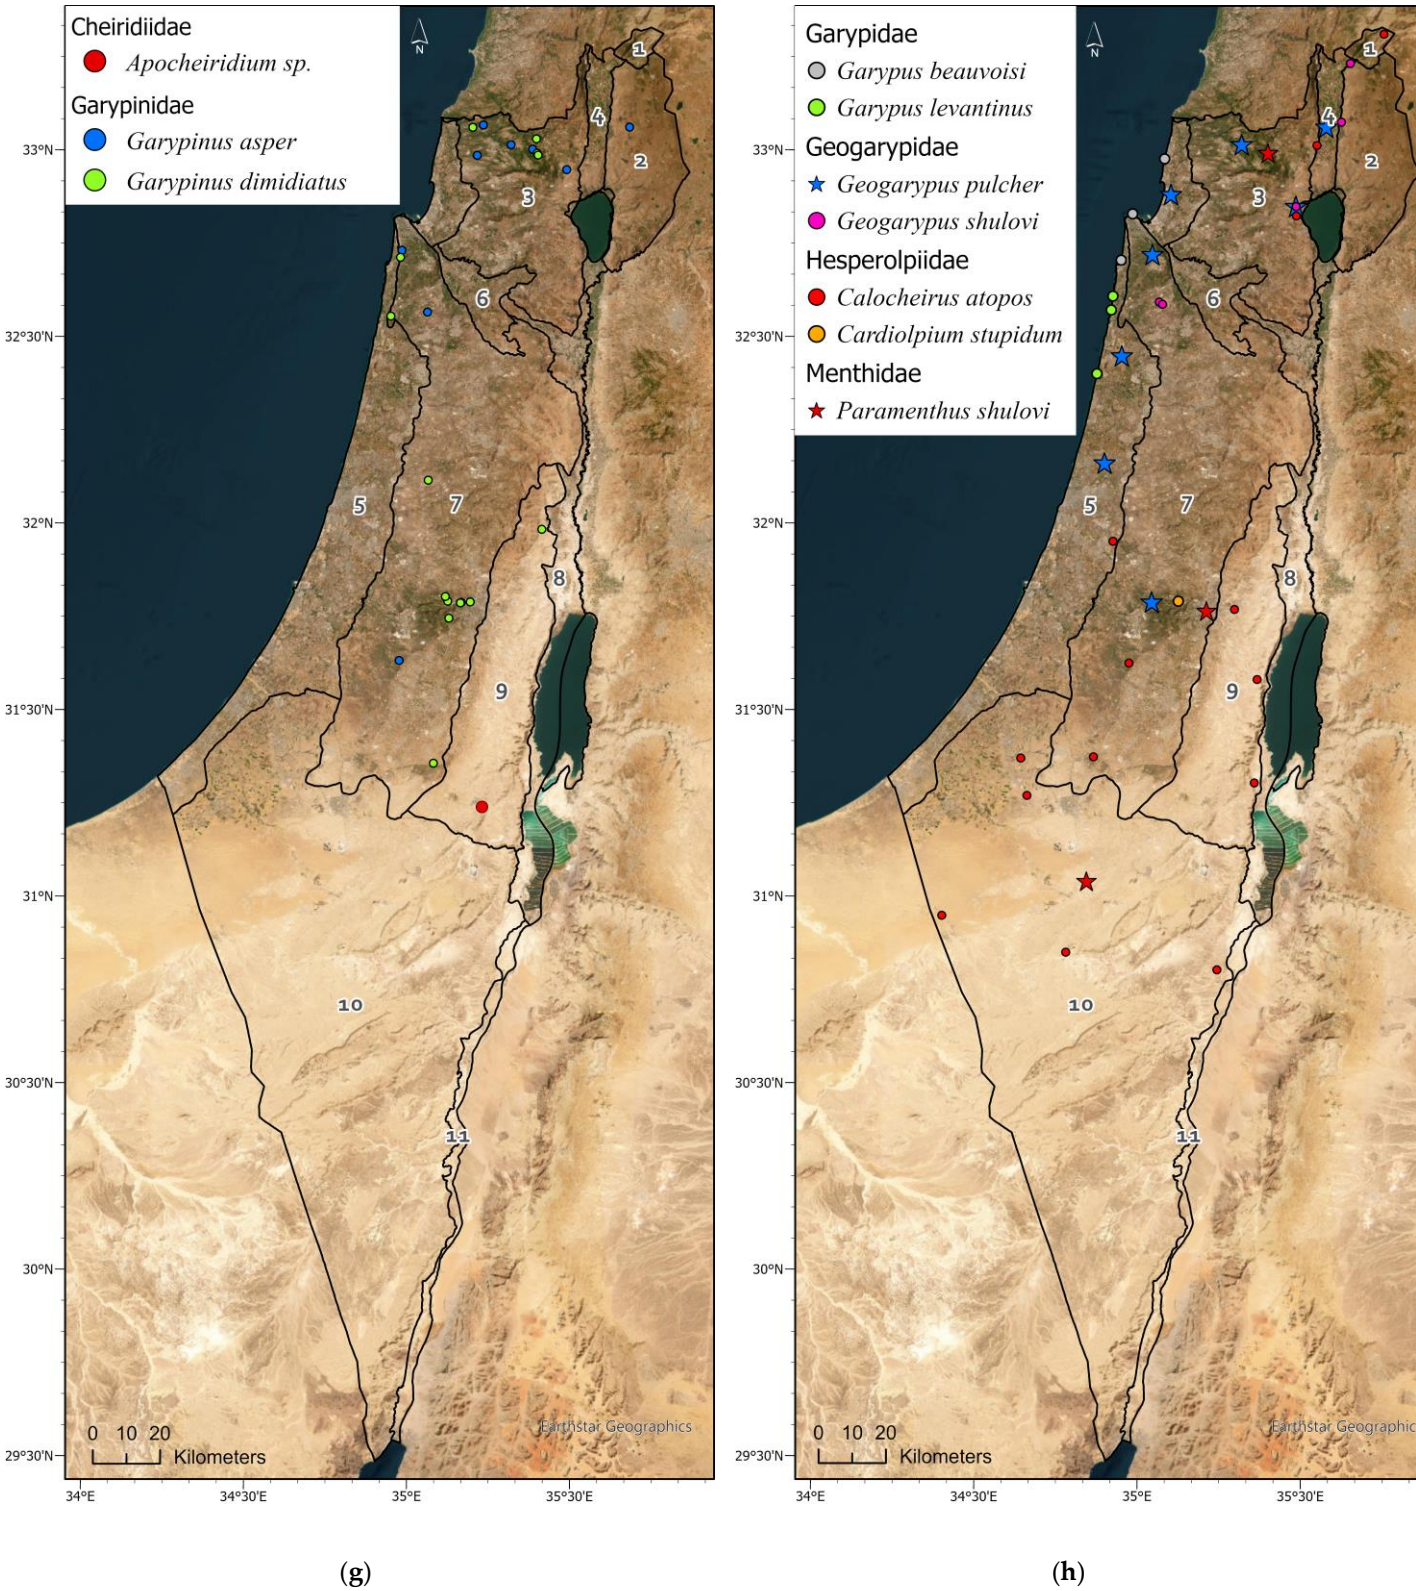 Cheiridiidae
Apocheiridium sp.
Garypinidae
Garypinus asper
Garypinus dimidiatus
N
1
2
3
4
5
6
7
8
9
10
11
33°N
32°30'N
32°N
31°30'N
31°N
30°30'N
30°N
29°30'N
0 10 20
Kilometers
Earthstar Geographics
34°E 34°30'E 35°E 35°30'E
(g)
Garypidae
Garypus beauvoisi
Garypus levantinus
Geogarypidae
Geogarypus pulcher
Geogarypus shulovi
Hesperolpiidae
Calocheirus atopos
Cardiolpium stupidum
Menthidae
Paramenthus shulovi
N
1
2
3
4
5
6
7
8
9
10
11
33°N
32°30'N
32°N
31°30'N
31°N
30°30'N
30°N
29°30'N
0 10 20
Kilometers
Earthstar Geographics
34°E 34°30'E 35°E 35°30'E
(h)